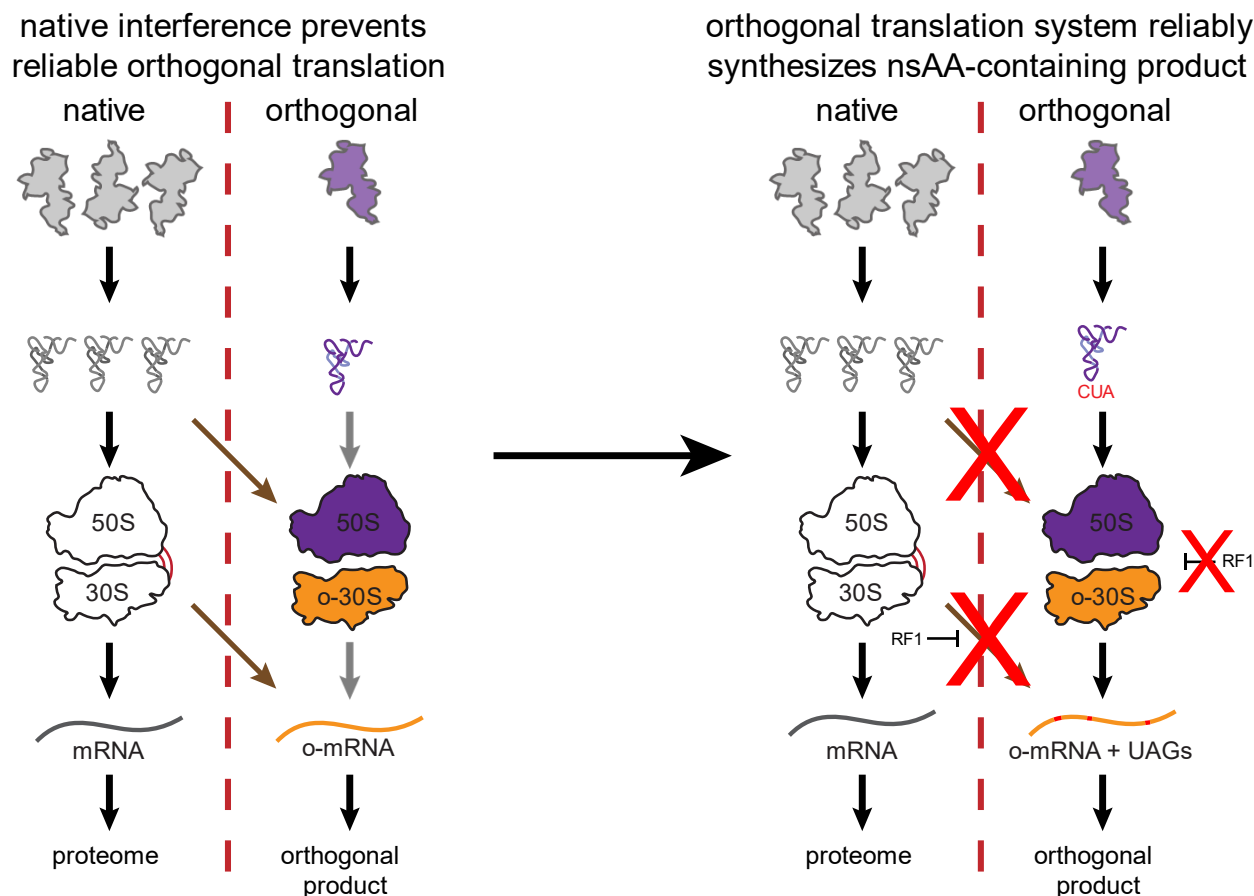 native interference prevents
reliable orthogonal translation
native
orthogonal
50S
30S
50S
o-30S
mRNA
o-mRNA
proteome
orthogonal
product
orthogonal translation system reliably
synthesizes nsAA-containing product
native
orthogonal
CUA
50S
30S
50S
o-30S
RF1
RF1
mRNA
o-mRNA + UAGs
proteome
orthogonal
product